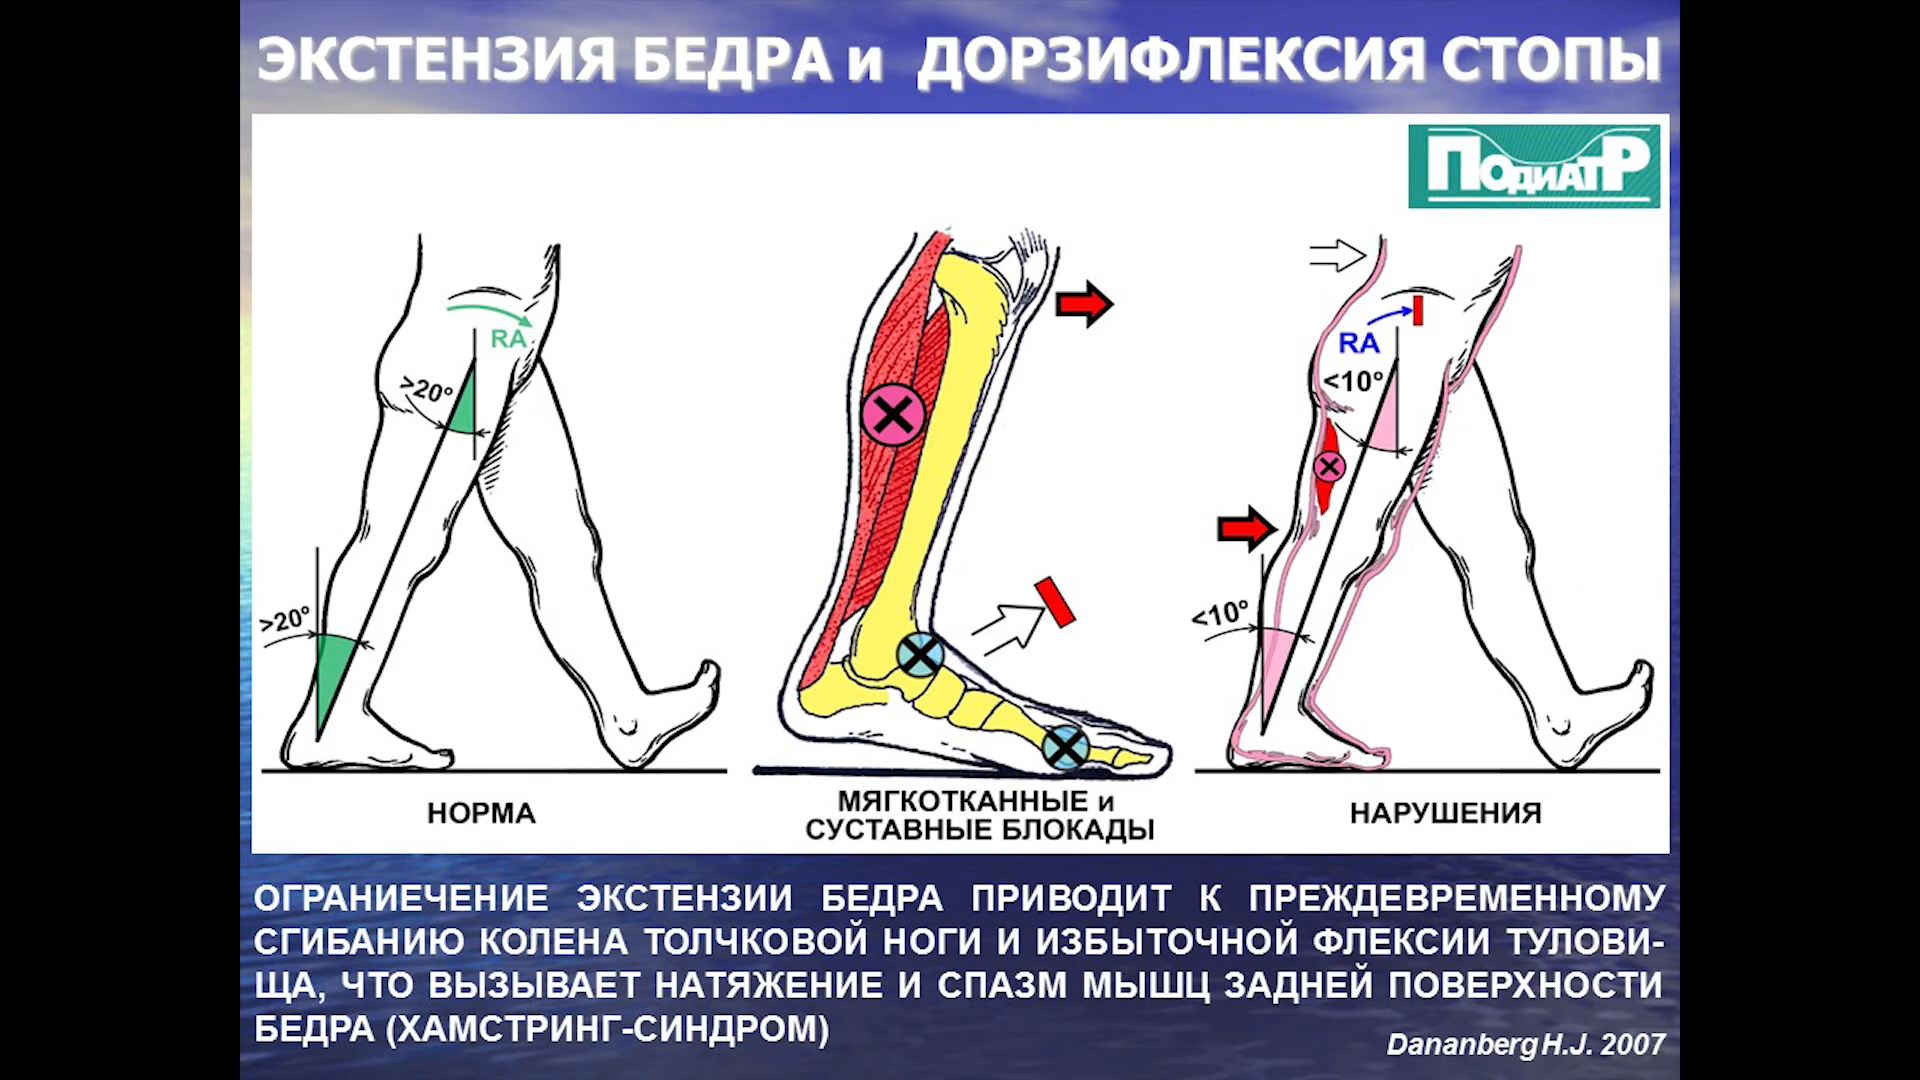 ЭКСТЕНЗИЯ БЕДРА и ДОРЗИФЛЕКСИЯ СТОПЫ
ПОДИАТР
RA
>20°
>20°
НОРМА
МЯГКОТКАННЫЕ и
СУСТАВНЫЕ БЛОКАДЫ
RA
<10°
<10°
НАРУШЕНИЯ
ОГРАНИЕЧЕНИЕ ЭКСТЕНЗИИ БЕДРА ПРИВОДИТ К ПРЕЖДЕВРЕМЕННОМУ
СГИБАНИЮ КОЛЕНА ТОЛЧКОВОЙ НОГИ И ИЗБЫТОЧНОЙ ФЛЕКСИИ ТУЛОВИ-
ЩА, ЧТО ВЫЗЫВАЕТ НАТЯЖЕНИЕ И СПАЗМ МЫШЦ ЗАДНЕЙ ПОВЕРХНОСТИ
БЕДРА (ХАМСТРИНГ-СИНДРОМ)
Dananberg H.J. 2007